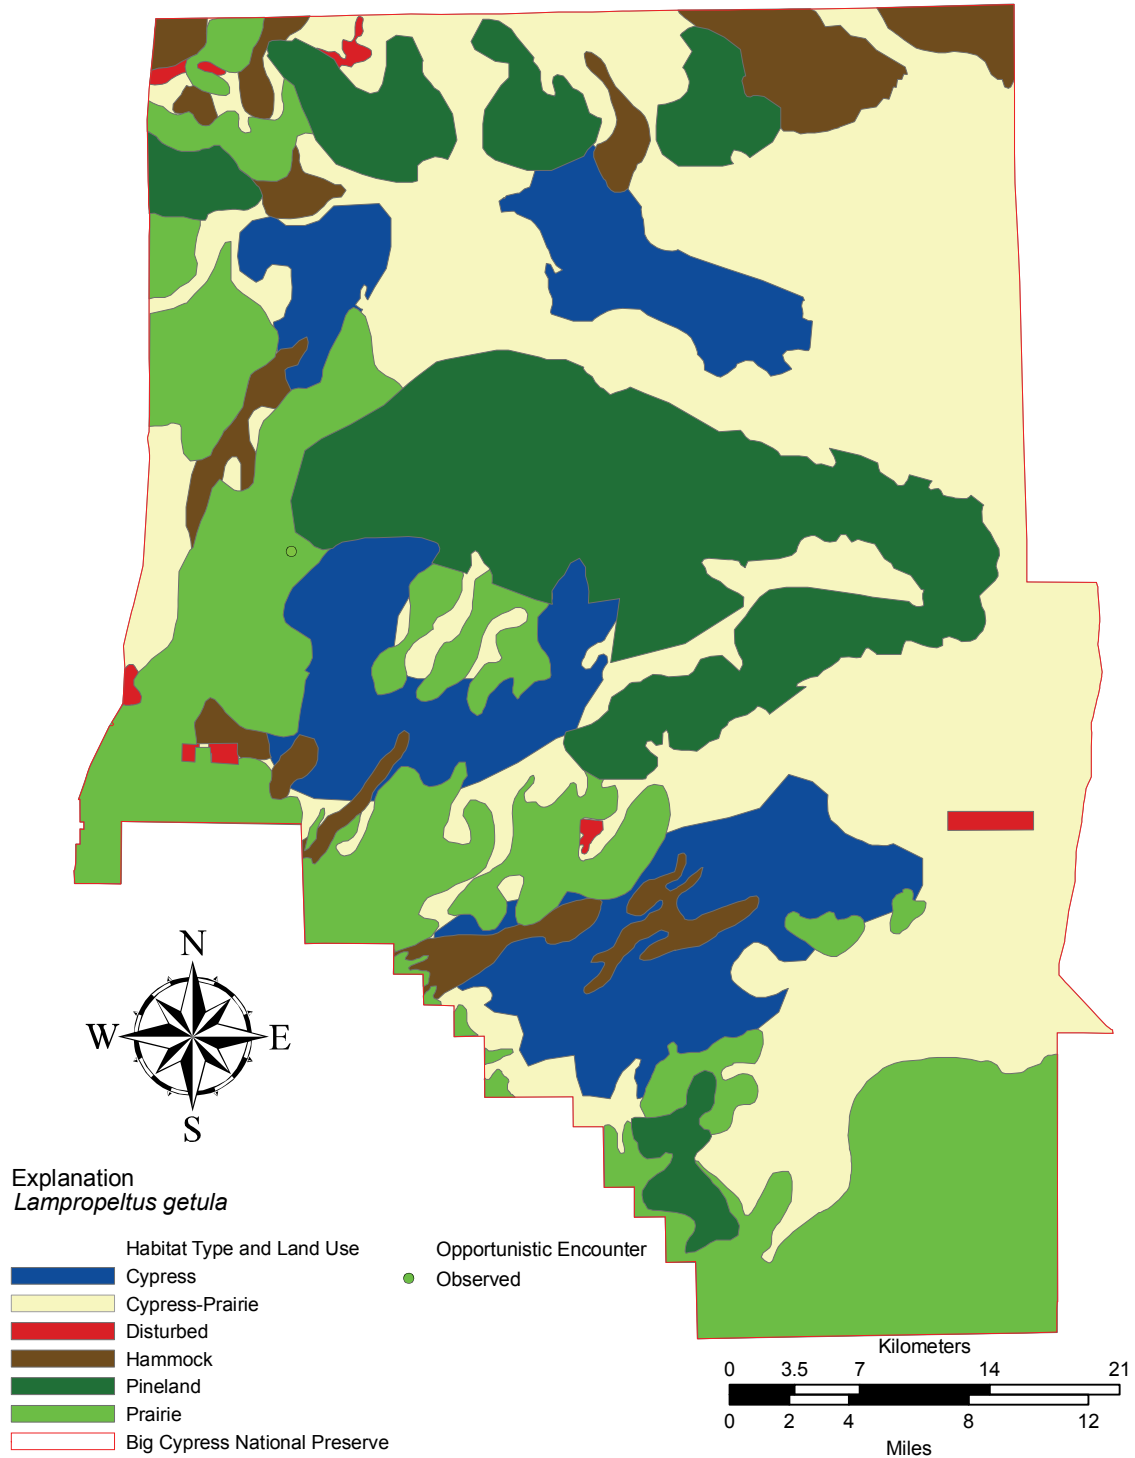 N
W E
S
Explanation
Lampropeltus getula
Habitat Type and Land Use
Cypress
Cypress-Prairie
Disturbed
Hammock
Pineland
Prairie
Big Cypress National Preserve
Opportunistic Encounter
Observed
Kilometers
0 3.5 7 14 21
0 2 4 8 12
Miles